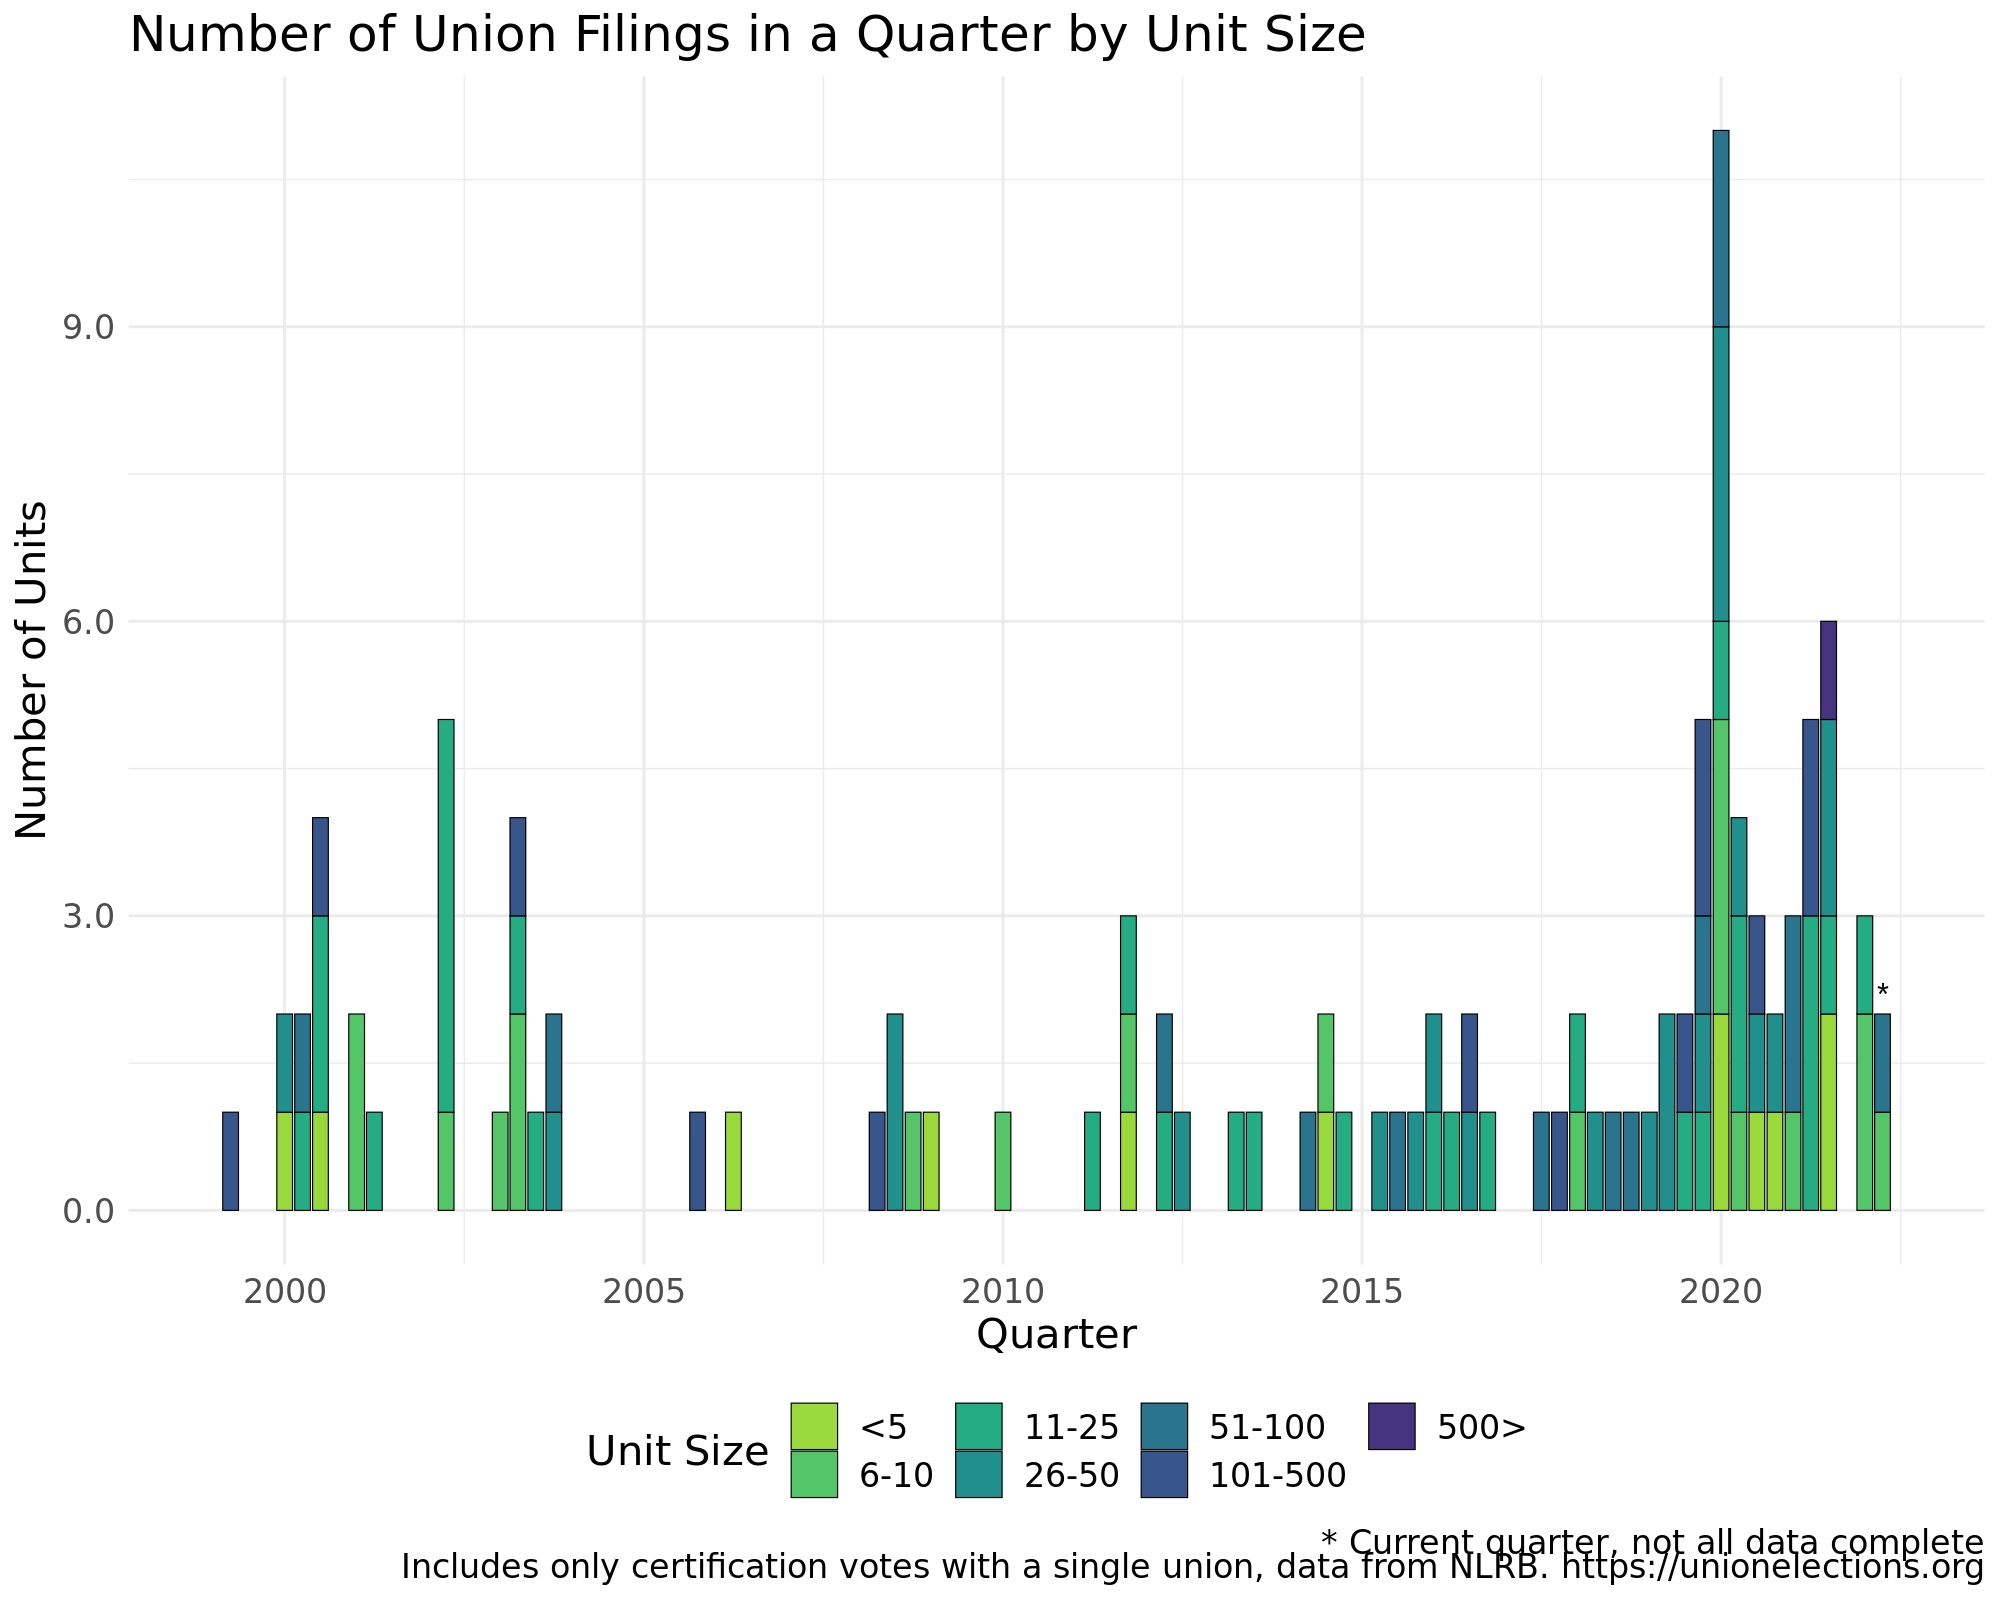 Number of Union Filings in a Quarter by Unit Size
Number of Units
9.0
6.0
3.0
0.0
*
2000 2005 2010 2015 2020
Quarter
Unit Size
<5 11-25 51-100 500>
6-10 26-50 101-500
* Current quarter, not all data complete
Includes only certification votes with a single union, data from NLRB. https://unionelections.org